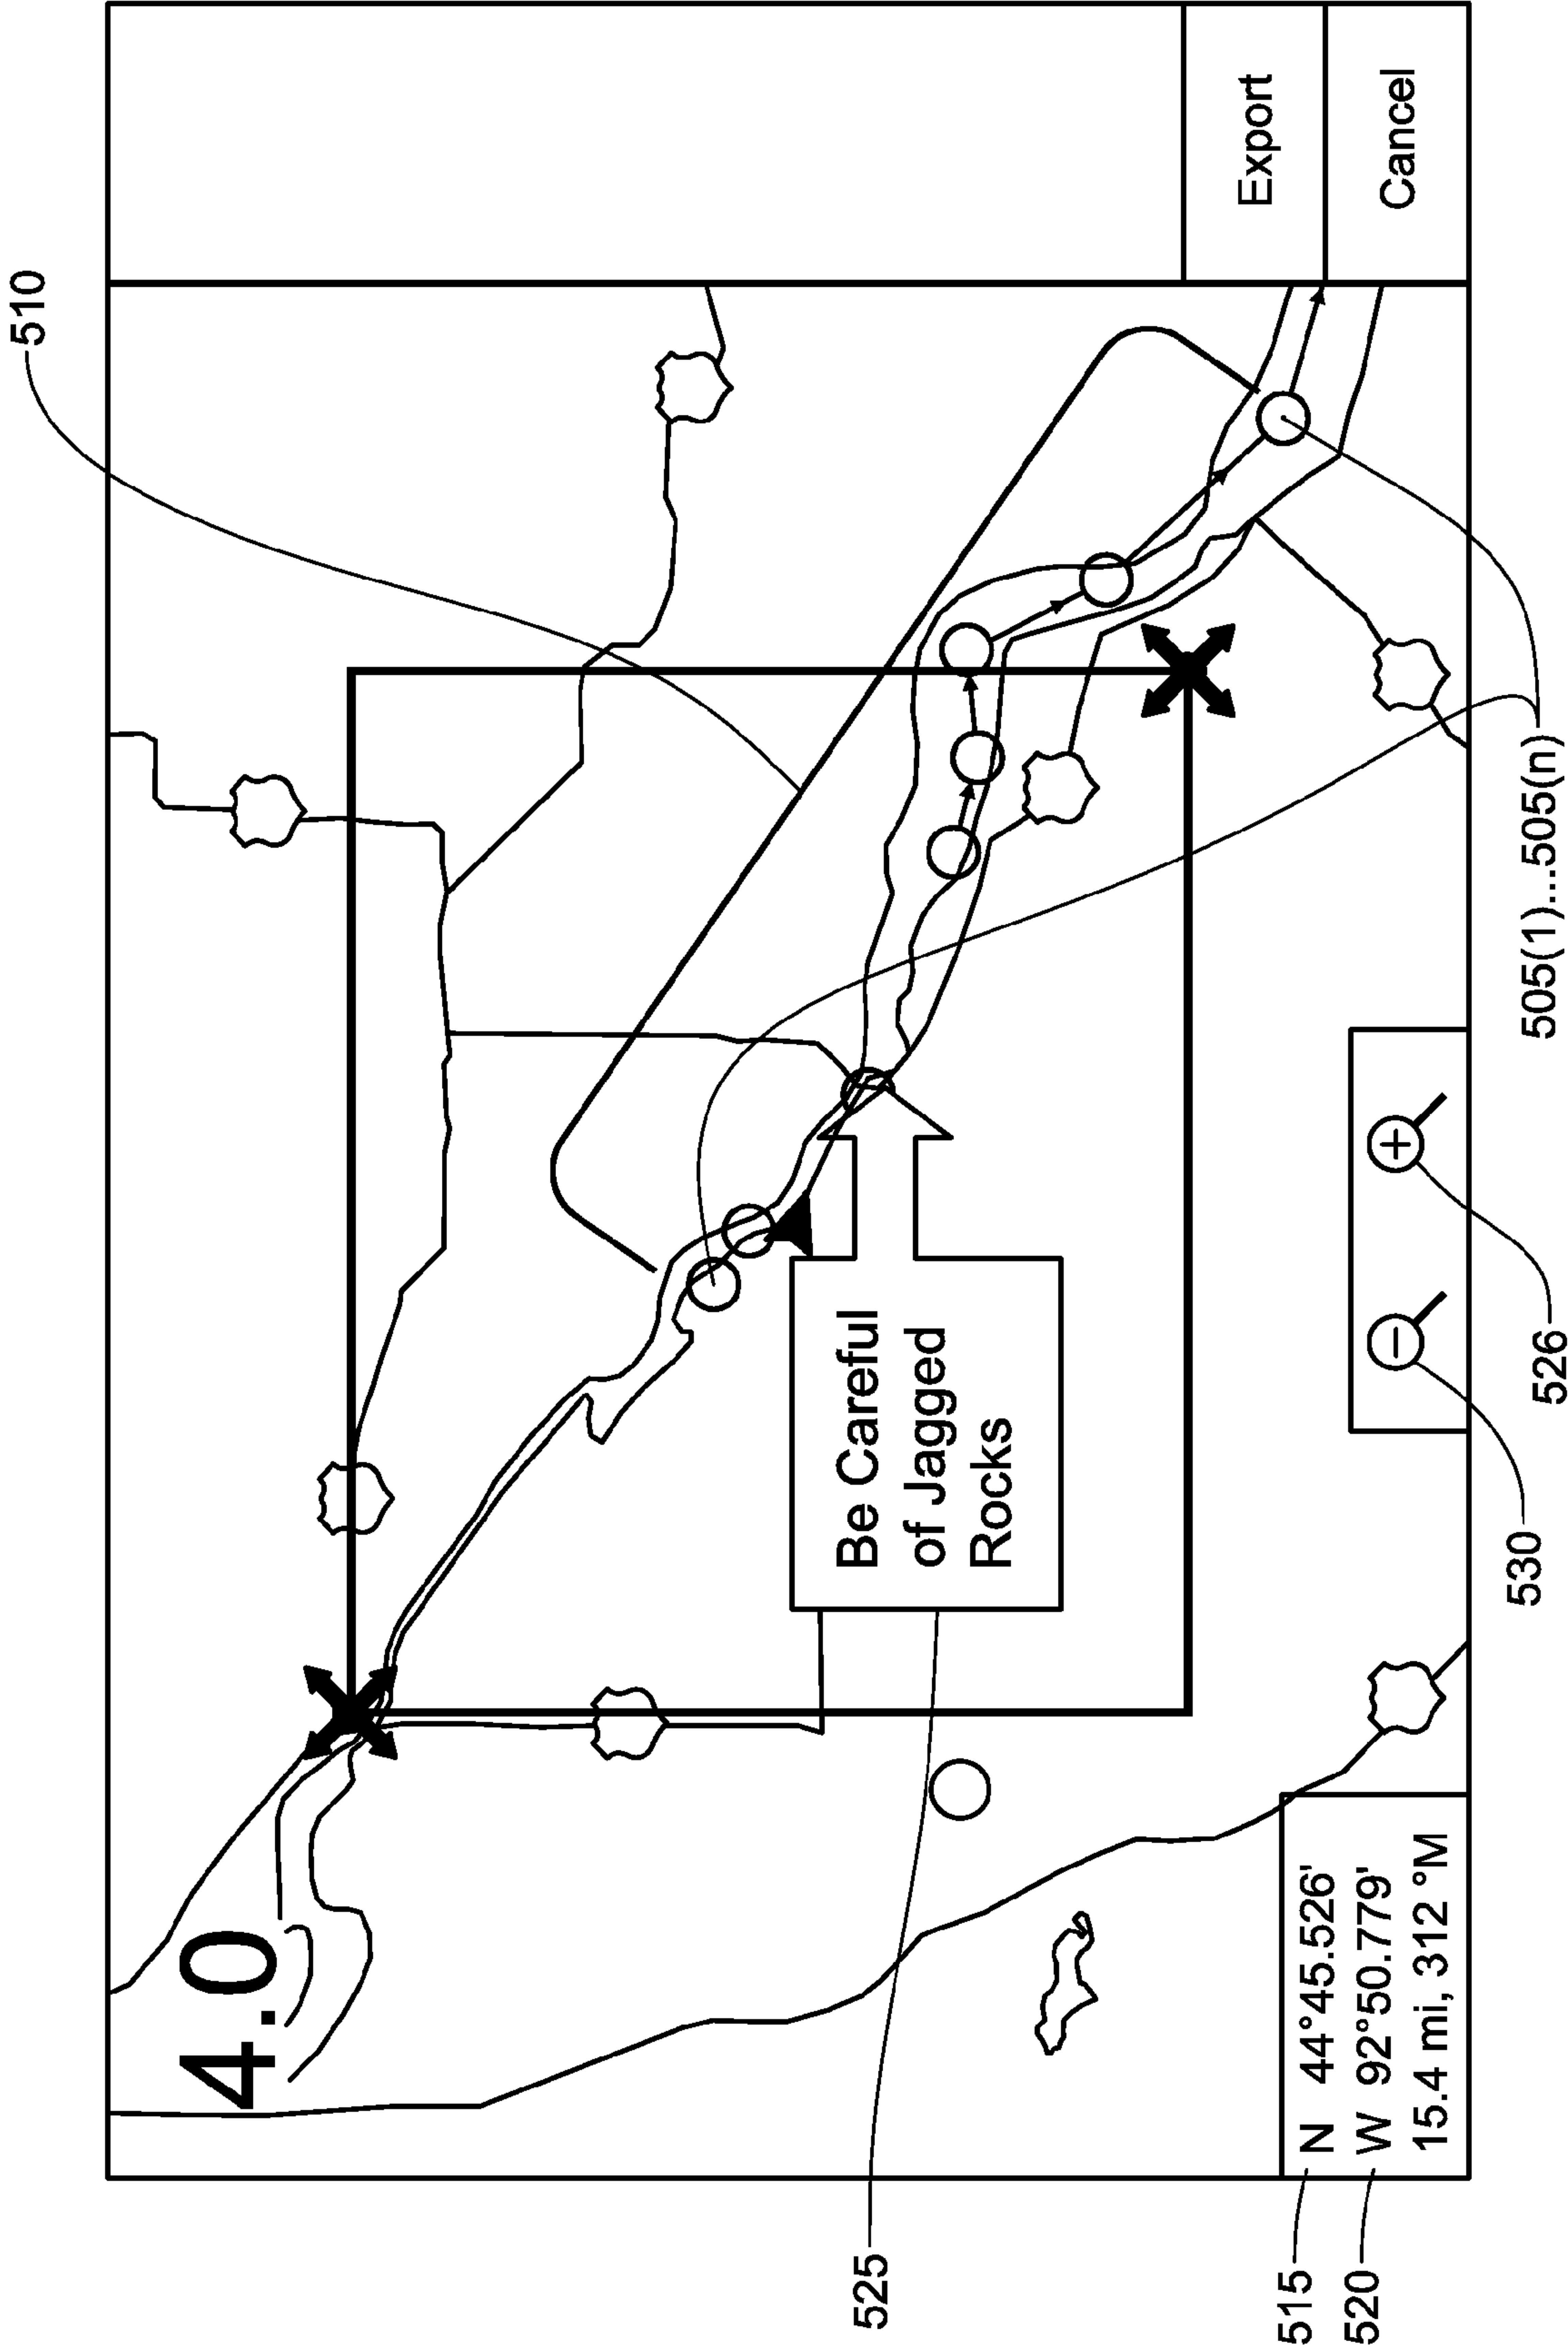 510
4.0
Export
Cancel
Be Careful
of Jagged
Rocks
525
515
N 44°45.526'
520
W 92°50.779'
15.4 mi, 312 °M
530
526
505(1)...505(n)